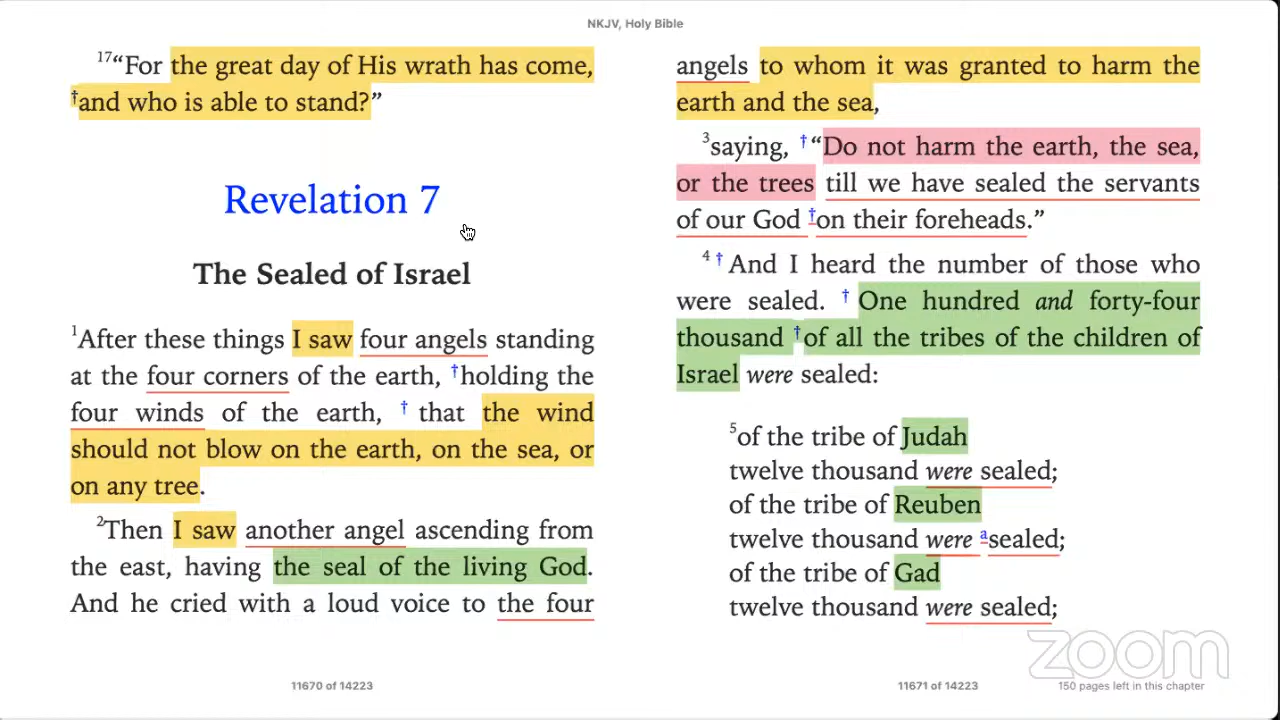 NKJV, Holy Bible
17“For the great day of His wrath has come,
†and who is able to stand?”
Revelation 7
The Sealed of Israel
1After these things I saw four angels standing
at the four corners of the earth, †holding the
four winds of the earth, † that the wind
should not blow on the earth, on the sea, or
on any tree.
2Then I saw another angel ascending from
the east, having the seal of the living God.
And he cried with a loud voice to the four
11670 of 14223
angels to whom it was granted to harm the
earth and the sea,
3saying, †“Do not harm the earth, the sea,
or the trees till we have sealed the servants
of our God †on their foreheads.”
4 † And I heard the number of those who
were sealed. † One hundred and forty-four
thousand †of all the tribes of the children of
Israel were sealed:
5of the tribe of Judah
twelve thousand were sealed;
of the tribe of Reuben
twelve thousand were asealed;
of the tribe of Gad
twelve thousand were sealed;
zoom
11671 of 14223
150 pages left in this chapter